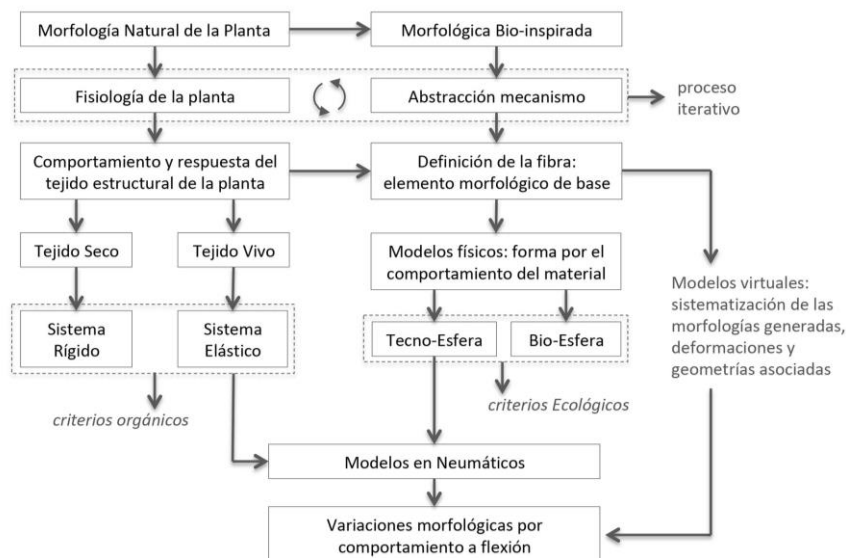 Morfología Natural de la Planta
Morfológica Bio-inspirada
Fisiología de la planta
Abstracción mecanismo
proceso
iterativo
Comportamiento y respuesta del
tejido estructural de la planta
Definición de la fibra:
elemento morfológico de base
Tejido Seco
Tejido Vivo
Modelos físicos: forma por el
comportamiento del material
Modelos virtuales:
sistematización de las
morfologías generadas,
deformaciones y
geometrías asociadas
Sistema
Rígido
Sistema
Elástico
Tecno-Esfera
Bio-Esfera
criterios orgánicos
criterios Ecológicos
Modelos en Neumáticos
Variaciones morfológicas por
comportamiento a flexión